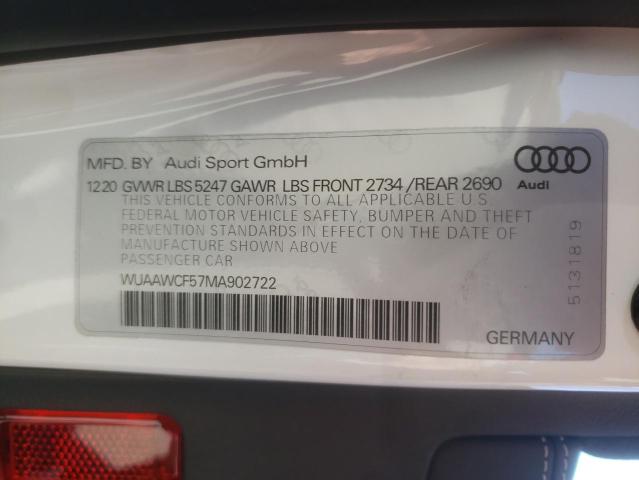 MFD. BY Audi Sport GmbH
12 20 GVWR LBS 5247 GAWR LBS FRONT 2734 /REAR 2690
Audi
THIS VEHICLE CONFORMS TO ALL APPLICABLE U.S.
FEDERAL MOTOR VEHICLE SAFETY, BUMPER AND THEFT
PREVENTION STANDARDS IN EFFECT ON THE DATE OF
MANUFACTURE SHOWN ABOVE
PASSENGER CAR
WUAAWCF57MA902722
5131819
GERMANY